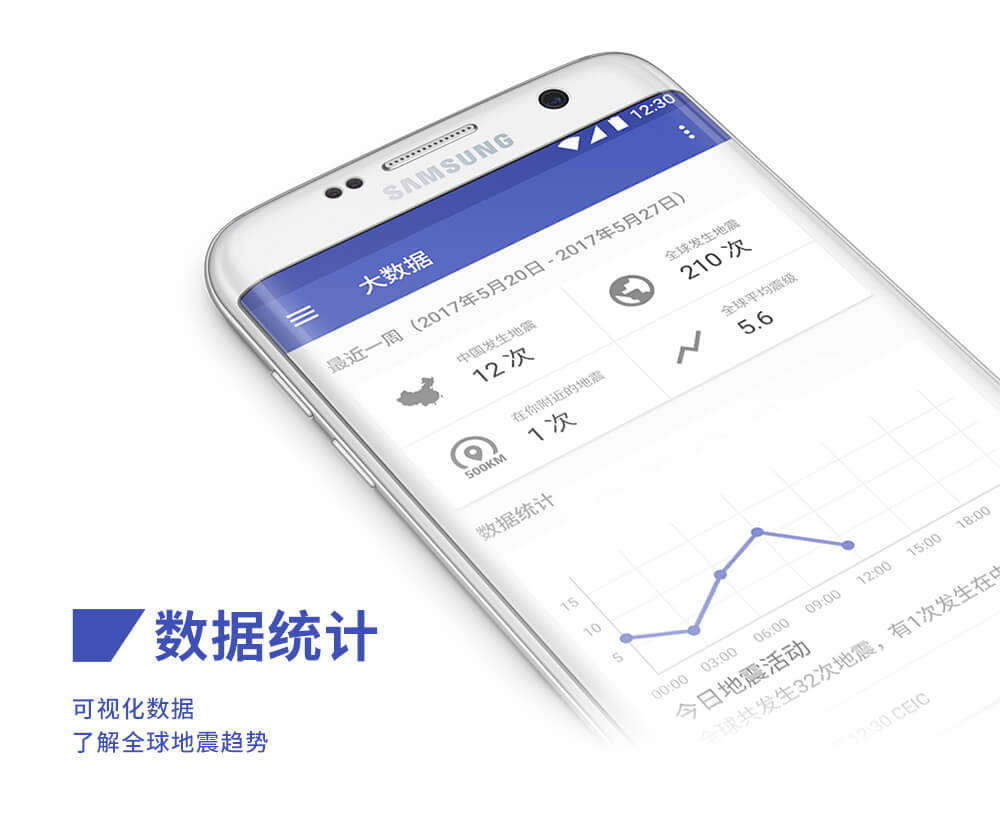 SAMSUNG
12:30
大数据
最近一周（2017年5月20日 - 2017年5月27日）
中国发生地震
12 次
全球发生地震
210 次
在你附近的地震
1 次
500KM
全球平均震级
5.6
数据统计
15
10
5
00:00 03:00 06:00 09:00 12:00 15:00 18:00
今日地震活动
全球共发生32次地震，有1次发生在中
12:30 CEIC
数据统计
可视化数据
了解全球地震趋势